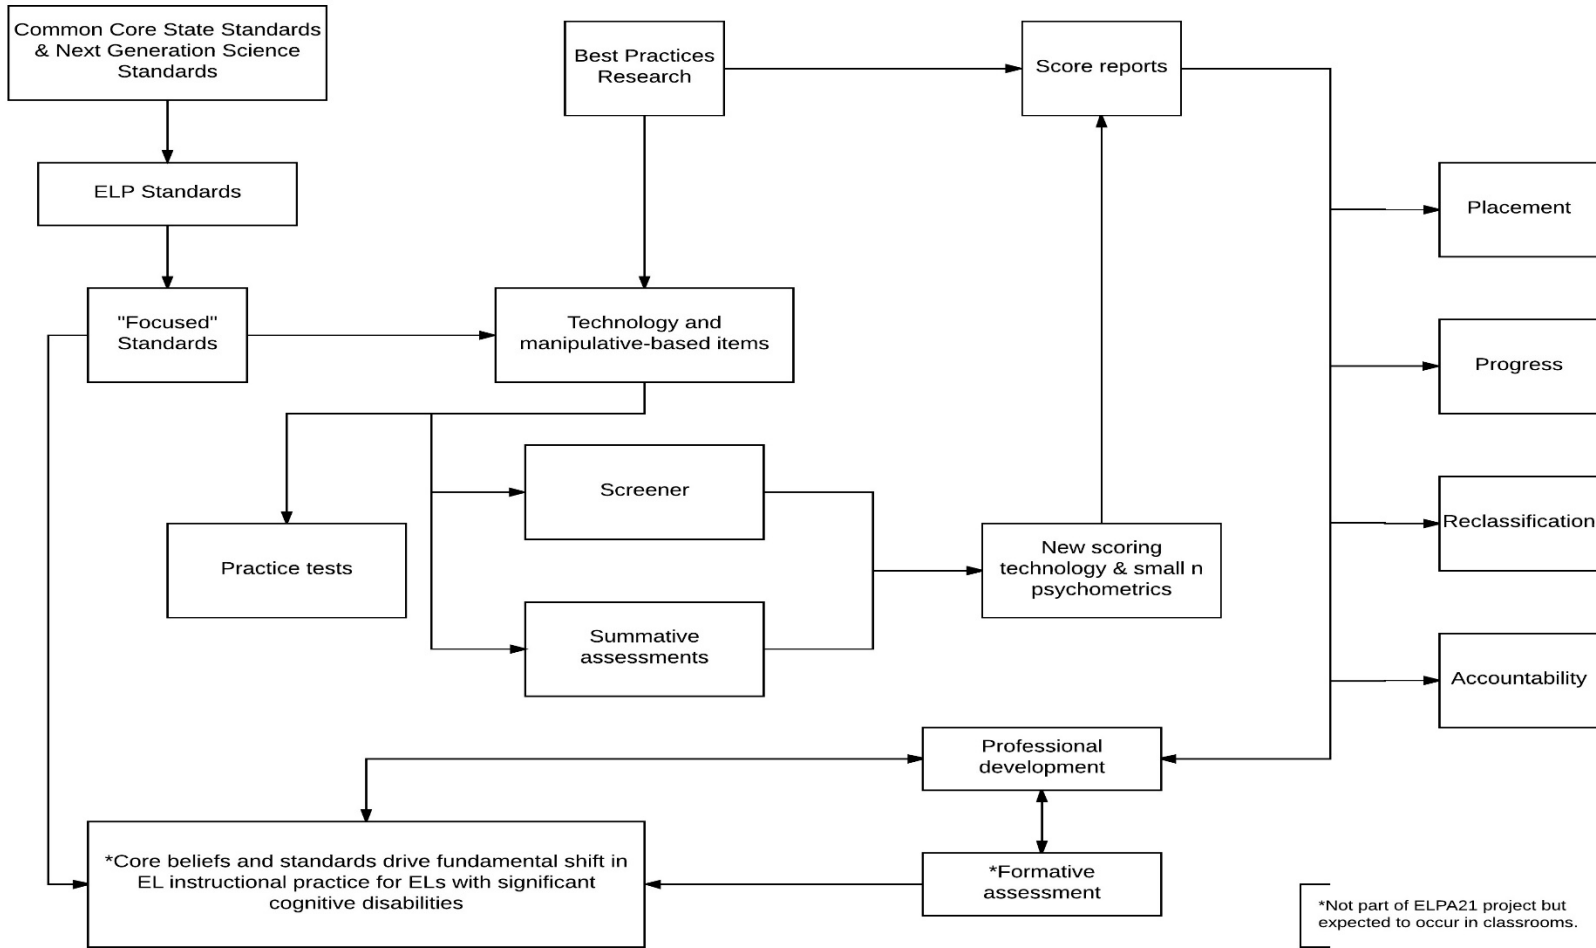 Common Core State Standards
& Next Generation Science
Standards
Best Practices
Research
Score reports
ELP Standards
Placement
"Focused"
Standards
Technology and
manipulative-based items
Progress
Screener
Practice tests
New scoring
technology & small n
psychometrics
Reclassification
Summative
assessments
Accountability
Professional
development
*Core beliefs and standards drive fundamental shift in
EL instructional practice for ELs with significant
cognitive disabilities
*Formative
assessment
*Not part of ELPA21 project but
expected to occur in classrooms.